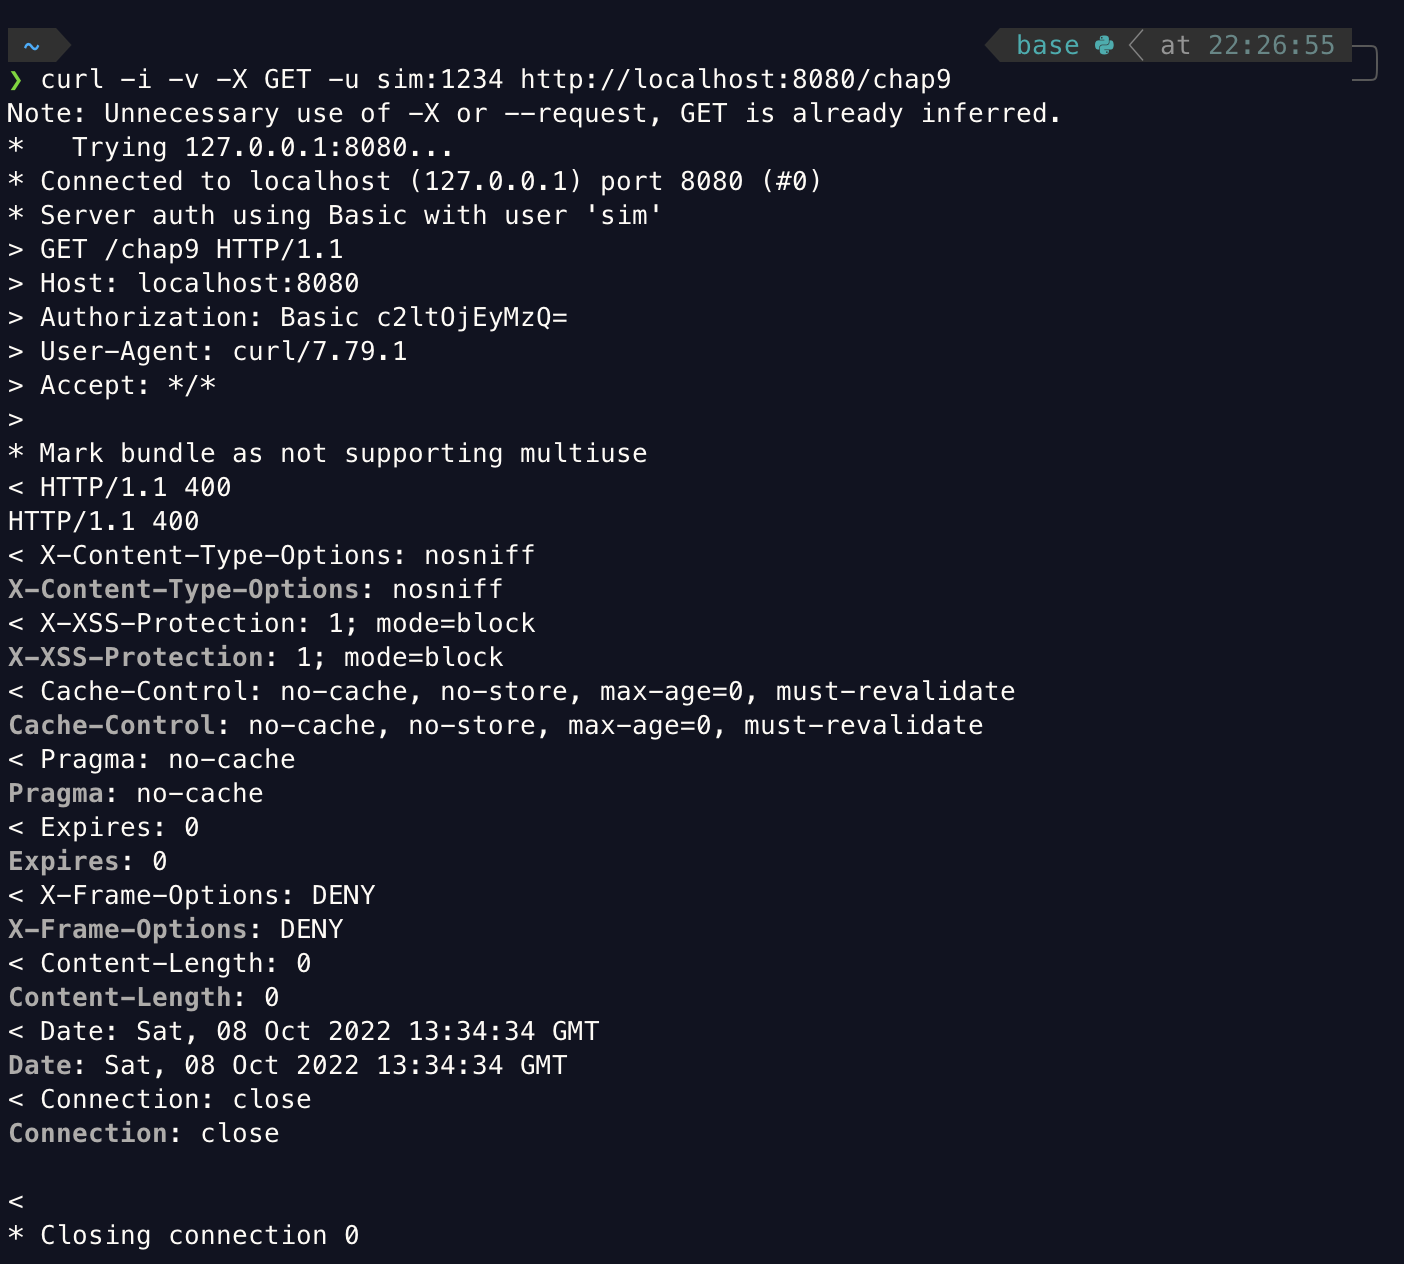 ~
base at 22:26:55
❯ curl -i -v -X GET -u sim:1234 http://localhost:8080/chap9
Note: Unnecessary use of -X or --request, GET is already inferred.
*   Trying 127.0.0.1:8080...
* Connected to localhost (127.0.0.1) port 8080 (#0)
* Server auth using Basic with user 'sim'
> GET /chap9 HTTP/1.1
> Host: localhost:8080
> Authorization: Basic c2ltOjEyMzQ=
> User-Agent: curl/7.79.1
> Accept: */*
>
* Mark bundle as not supporting multiuse
< HTTP/1.1 400
HTTP/1.1 400
< X-Content-Type-Options: nosniff
X-Content-Type-Options: nosniff
< X-XSS-Protection: 1; mode=block
X-XSS-Protection: 1; mode=block
< Cache-Control: no-cache, no-store, max-age=0, must-revalidate
Cache-Control: no-cache, no-store, max-age=0, must-revalidate
< Pragma: no-cache
Pragma: no-cache
< Expires: 0
Expires: 0
< X-Frame-Options: DENY
X-Frame-Options: DENY
< Content-Length: 0
Content-Length: 0
< Date: Sat, 08 Oct 2022 13:34:34 GMT
Date: Sat, 08 Oct 2022 13:34:34 GMT
< Connection: close
Connection: close
<
* Closing connection 0